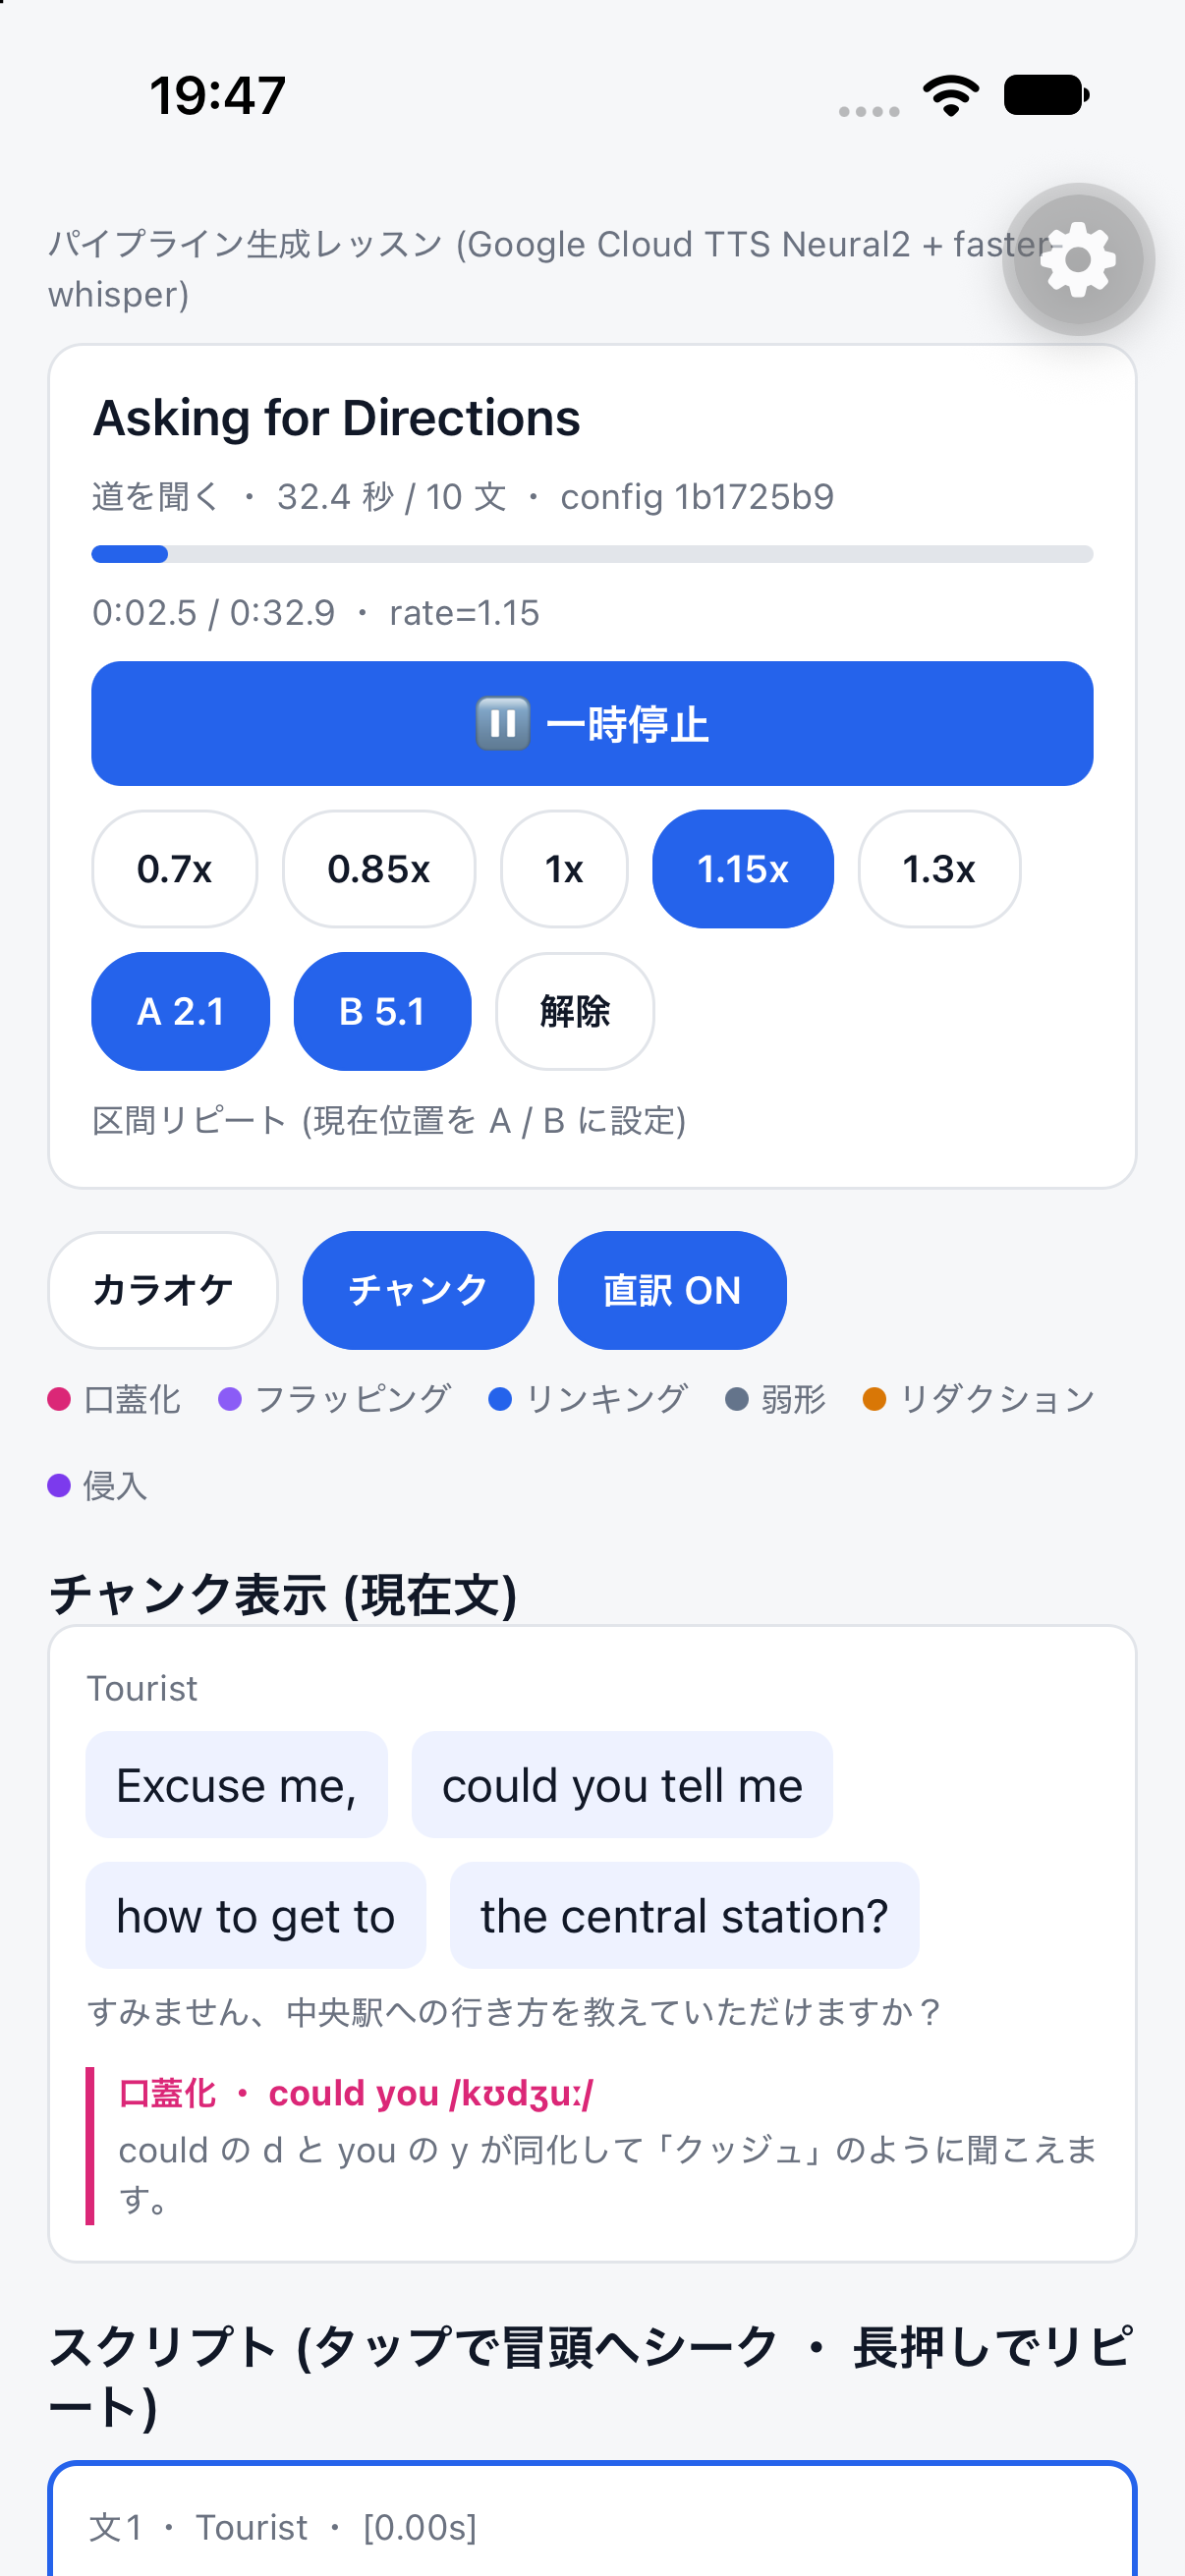 19:47
パイプライン生成レッスン (Google Cloud TTS Neural2 + faster-
whisper)
Asking for Directions
道を聞く ・ 32.4 秒 / 10 文 ・ config 1b1725b9
0:02.5 / 0:32.9 ・ rate=1.15
⏸️ 一時停止
0.7x 0.85x 1x 1.15x 1.3x
A 2.1 B 5.1 解除
区間リピート (現在位置を A / B に設定)
カラオケ チャンク 直訳 ON
口蓋化 フラッピング リンキング 弱形 リダクション
侵入
チャンク表示 (現在文)
Tourist
Excuse me, could you tell me
how to get to the central station?
すみません、中央駅への行き方を教えていただけますか？
口蓋化 ・ could you /kʊdʒuː/
could の d と you の y が同化して「クッジュ」のように聞こえま
す。
スクリプト (タップで冒頭へシーク ・ 長押しでリピ
ート)
文1 ・ Tourist ・ [0.00s]